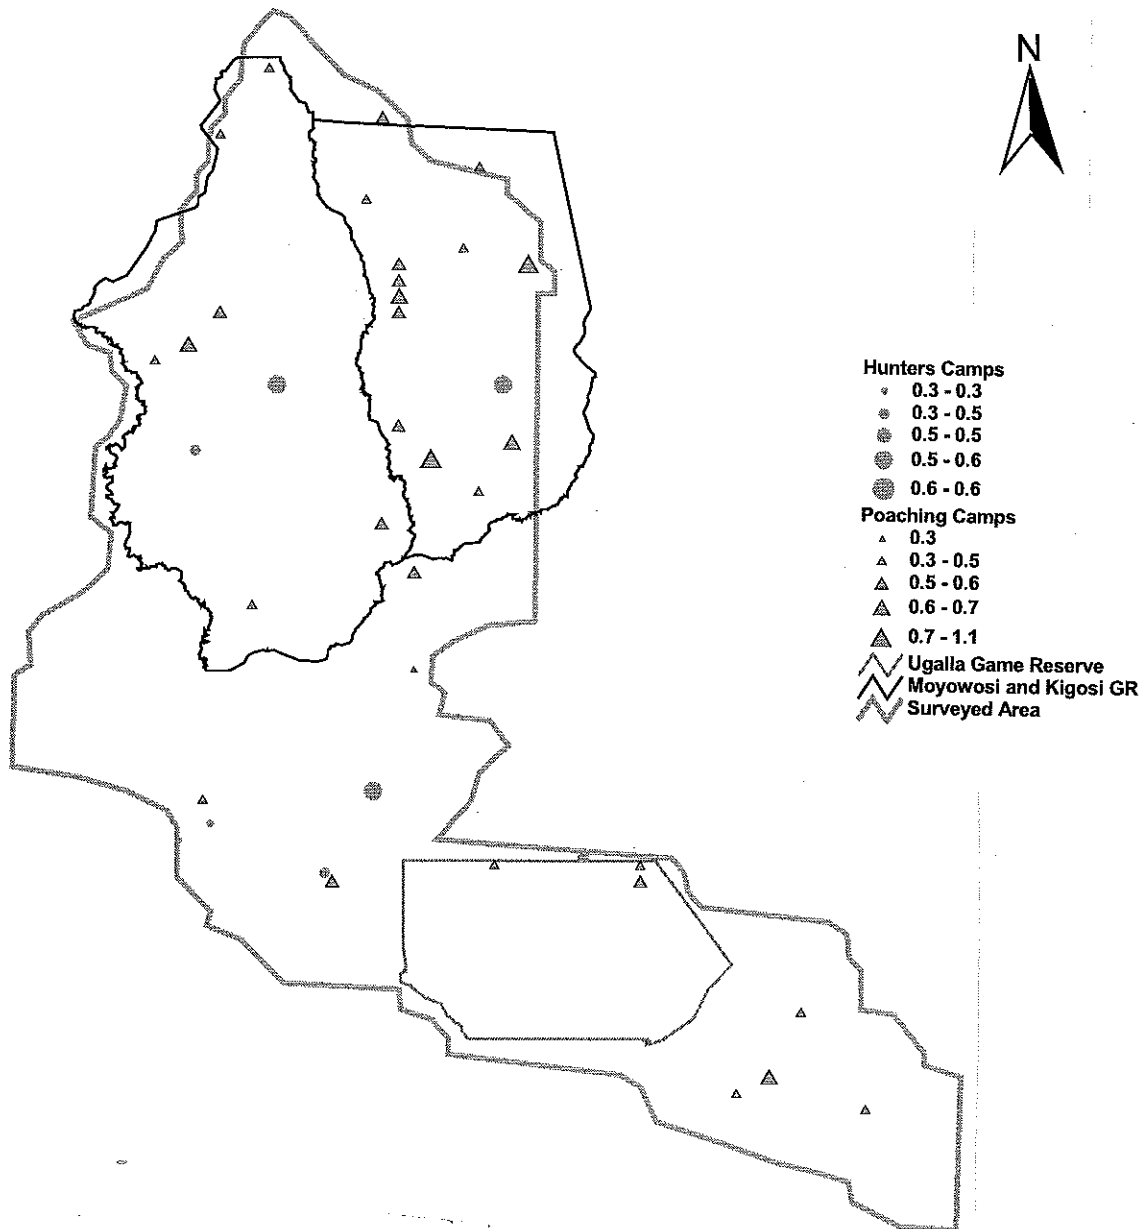 N
Hunters Camps
0.3 - 0.3
0.3 - 0.5
0.5 - 0.5
0.5 - 0.6
0.6 - 0.6
Poaching Camps
0.3
0.3 - 0.5
0.5 - 0.6
0.6 - 0.7
0.7 - 1.1
Ugalla Game Reserve
Moyowosi and Kigosi GR
Surveyed Area